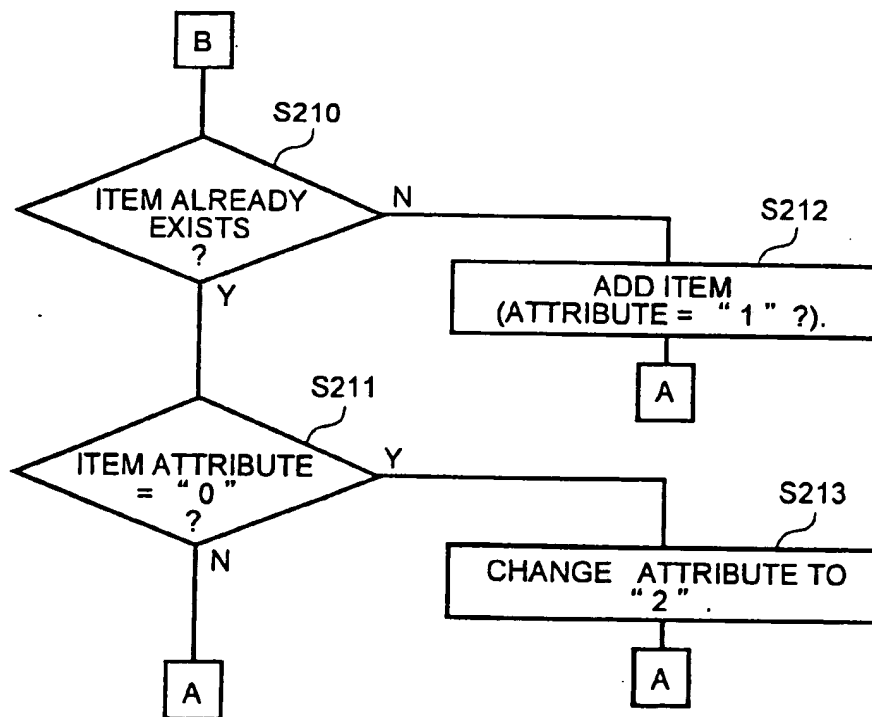 B
S210
ITEM ALREADY
EXISTS
?
N
Y
S212
ADD ITEM
(ATTRIBUTE = "1" ?).
A
S211
ITEM ATTRIBUTE
= "0"
?
Y
N
S213
CHANGE ATTRIBUTE TO
"2".
A
A